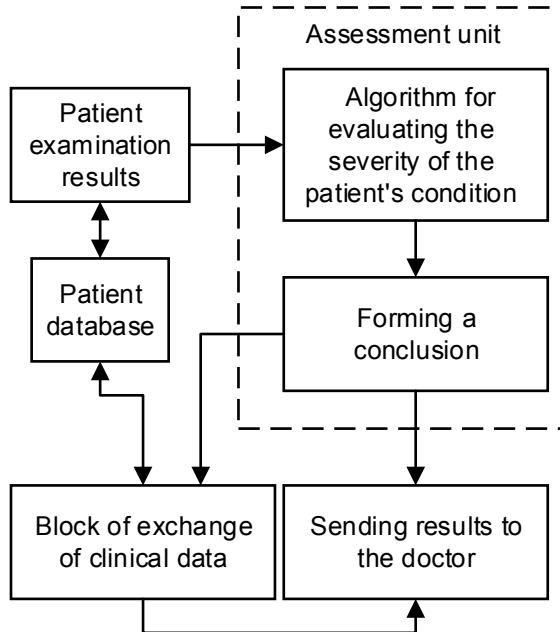 Assessment unit
Patient
examination
results
Algorithm for
evaluating the
severity of the
patient's condition
Patient
database
Forming a
conclusion
Block of exchange
of clinical data
Sending results to
the doctor